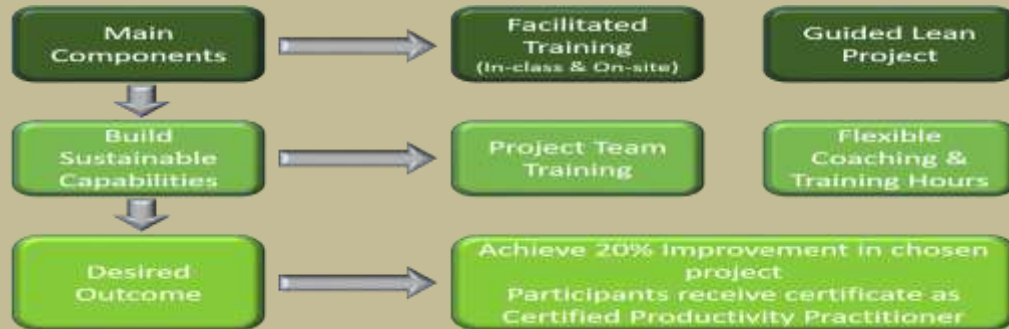 Main
Components
Facilitated
Training
(In-class & On-site)
Guided Lean
Project
Build
Sustainable
Capabilities
Project Team
Training
Flexible
Coaching &
Training Hours
Desired
Outcome
Achieve 20% Improvement in chosen
project
Participants receive certificate as
Certified Productivity Practitioner